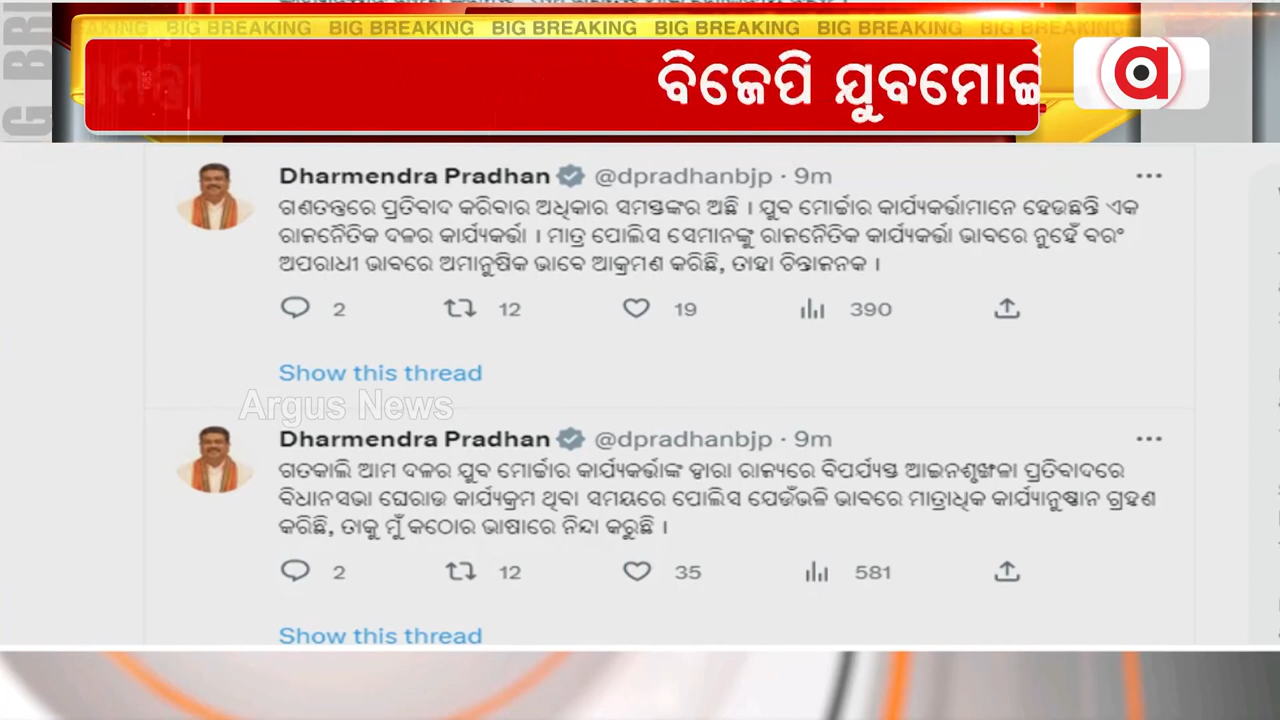 BIG BREAKING BIG BREAKING BIG BREAKING BIG BREAKING BIG BREAKING BIG BREAKING
ବିଜେପି ଯୁବମୋର୍ଚ୍ଚା
Dharmendra Pradhan @dpradhanbjp · 9m
ଗଣତନ୍ତ୍ରରେ ପ୍ରତିବାଦ କରିବାର ଅଧିକାର ସମସ୍ତଙ୍କର ଅଛି । ଯୁବ ମୋର୍ଚ୍ଚାର କାର୍ଯ୍ୟକର୍ତ୍ତାମାନେ ହେଉଛନ୍ତି ଏକ
ରାଜନୈତିକ ଦଳର କାର୍ଯ୍ୟକର୍ତ୍ତା । ମାତ୍ର ପୋଲିସ ସେମାନଙ୍କୁ ରାଜନୈତିକ କାର୍ଯ୍ୟକର୍ତ୍ତା ଭାବରେ ନୁହେଁ ବରଂ
ଅପରାଧୀ ଭାବରେ ଅମାନୁଷିକ ଭାବେ ଆକ୍ରମଣ କରିଛି, ତାହା ଚିନ୍ତାଜନକ ।
2 12 19 390
Show this thread
Argus News
Dharmendra Pradhan @dpradhanbjp · 9m
ଗତକାଲି ଆମ ଦଳର ଯୁବ ମୋର୍ଚ୍ଚାର କାର୍ଯ୍ୟକର୍ତ୍ତାଙ୍କ ଦ୍ୱାରା ରାଜ୍ୟରେ ବିପର୍ଯ୍ୟସ୍ତ ଆଇନଶୃଙ୍ଖଳା ପ୍ରତିବାଦରେ
ବିଧାନସଭା ଘେରାଉ କାର୍ଯ୍ୟକ୍ରମ ଥିବା ସମୟରେ ପୋଲିସ ଯେଉଁଭଳି ଭାବରେ ମାତ୍ରାଧିକ କାର୍ଯ୍ୟାନୁଷ୍ଠାନ ଗ୍ରହଣ
କରିଛି, ତାକୁ ମୁଁ କଠୋର ଭାଷାରେ ନିନ୍ଦା କରୁଛି ।
2 12 35 581
Show this thread